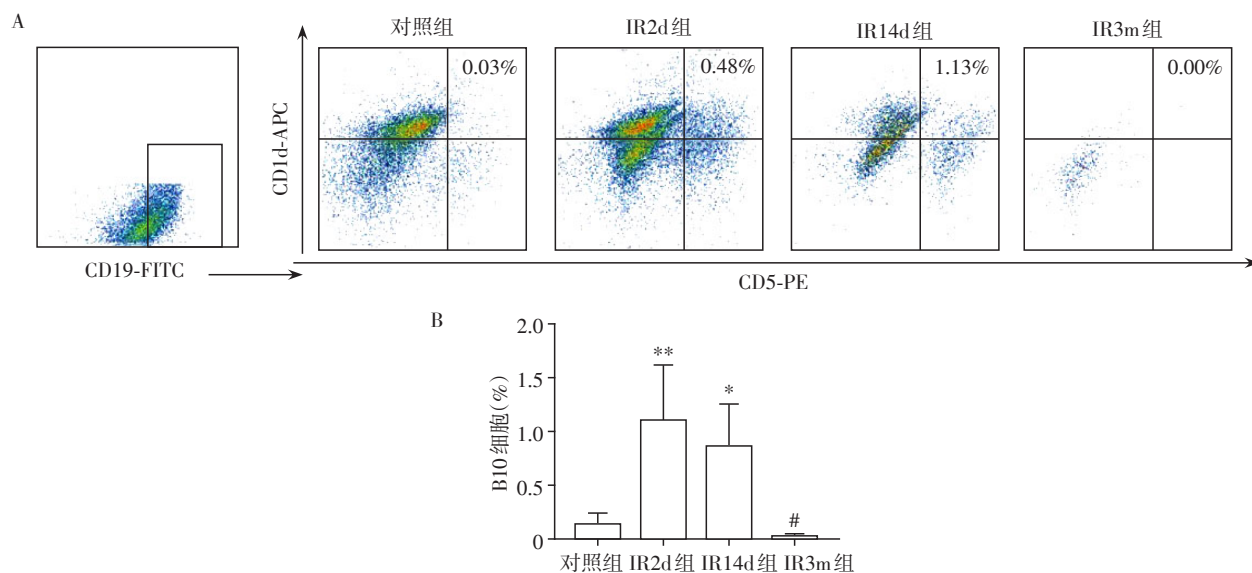 A
对照组
IR2d组
IR14d组
IR3m组
0.03%
0.48%
1.13%
0.00%
CD1d-APC
CD19-FITC
CD5-PE
B
2.0
1.5
1.0
0.5
0
B10细胞(%)
**
*
#
对照组 IR2d组 IR14d组 IR3m组